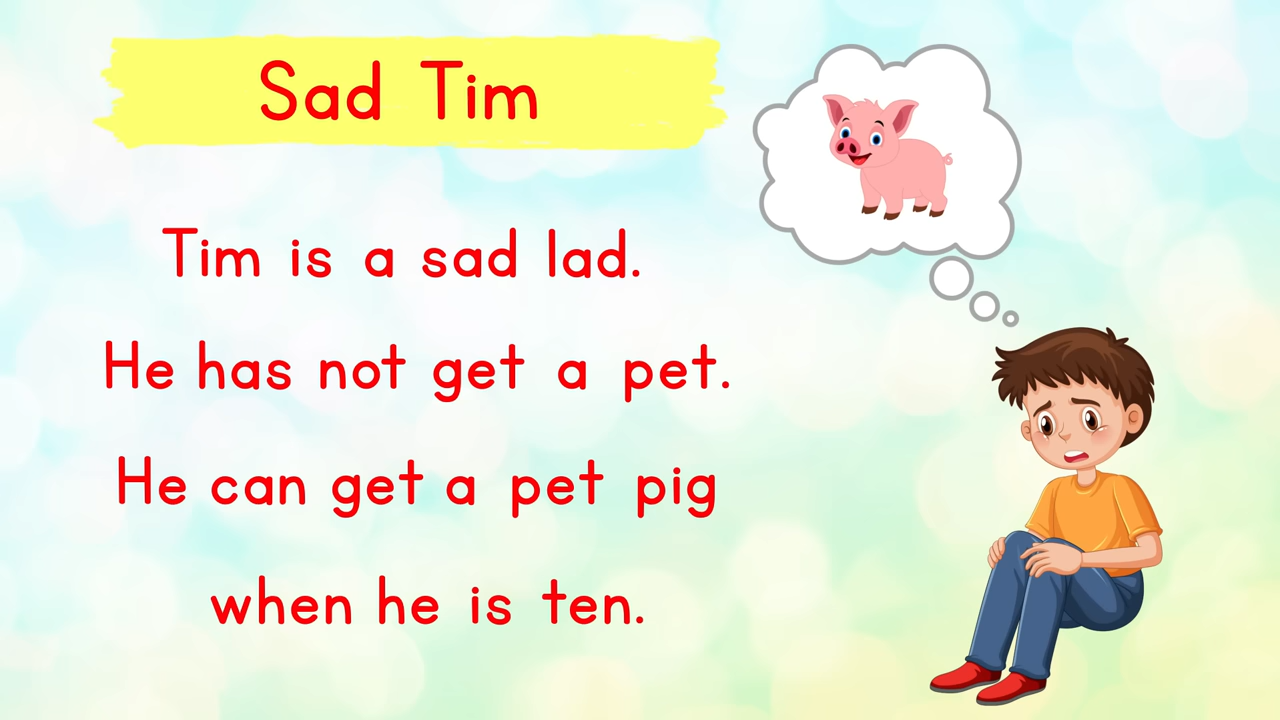 Sad Tim
Tim is a sad lad.
He has not get a pet.
He can get a pet pig
when he is ten.